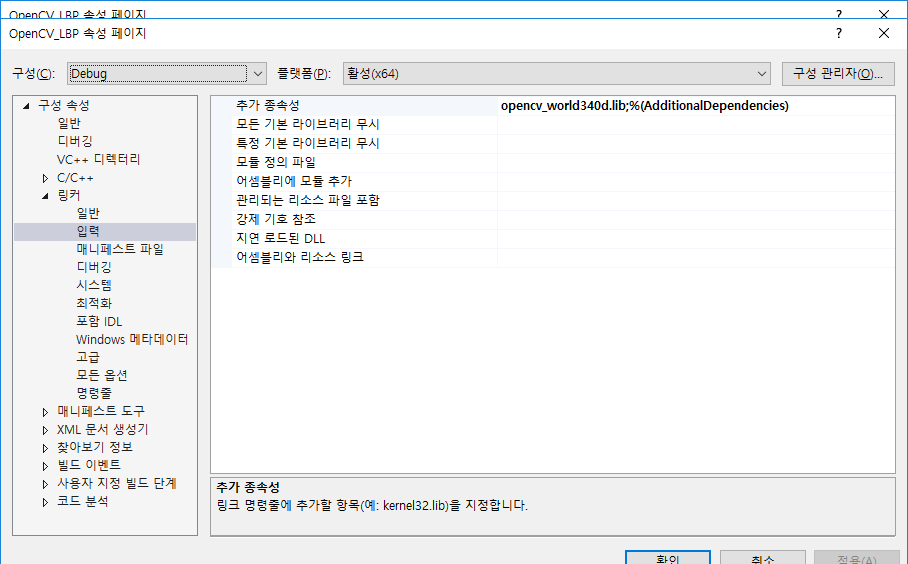 OpenCV_LBP 속성 페이지 ? ×
OpenCV_LBP 속성 페이지 ? ×
구성(C): Debug 플랫폼(P): 활성(x64) 구성 관리자(O)...
구성 속성
일반
디버깅
VC++ 디렉터리
C/C++
링커
일반
입력
매니페스트 파일
디버깅
시스템
최적화
포함 IDL
Windows 메타데이터
고급
모든 옵션
명령줄
매니페스트 도구
XML 문서 생성기
찾아보기 정보
빌드 이벤트
사용자 지정 빌드 단계
코드 분석
추가 종속성 opencv_world340d.lib;%(AdditionalDependencies)
모든 기본 라이브러리 무시
특정 기본 라이브러리 무시
모듈 정의 파일
어셈블리에 모듈 추가
관리되는 리소스 파일 포함
강제 기호 참조
지연 로드된 DLL
어셈블리와 리소스 링크
추가 종속성
링크 명령줄에 추가할 항목(예: kernel32.lib)을 지정합니다.
확인 취소 적용(A)